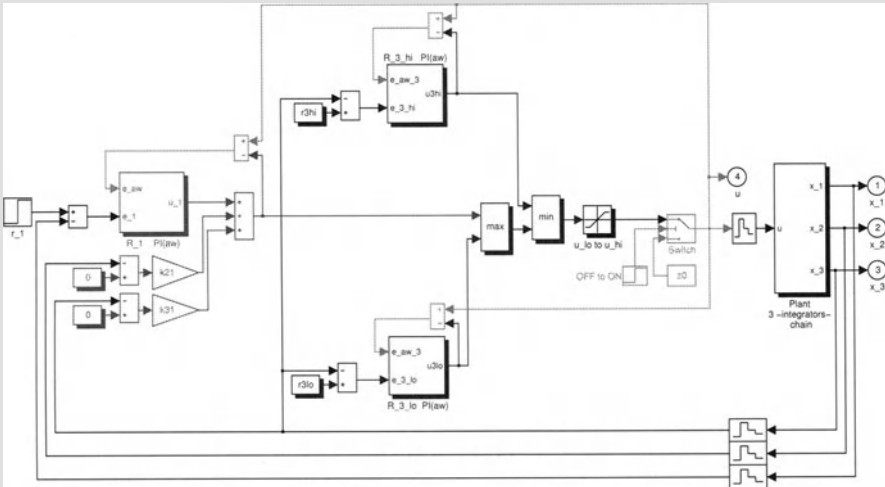 +
−
R_3_hi PI(aw)
e_aw_3
u3hi
e_3_hi
−
+
r3hi
+
−
e_aw
u_1
e_1
R_1 PI(aw)
+
−
r_1
+
+
+
−
+
0
k21
−
+
0
k31
max
min
u_lo to u_hi
Switch
OFF to ON
z0
4
u
u
x_1
x_2
x_3
Plant
3 -integrators-
chain
1
x_1
2
x_2
3
x_3
+
−
e_aw_3
u3lo
e_3_lo
R_3_lo PI(aw)
−
+
r3lo